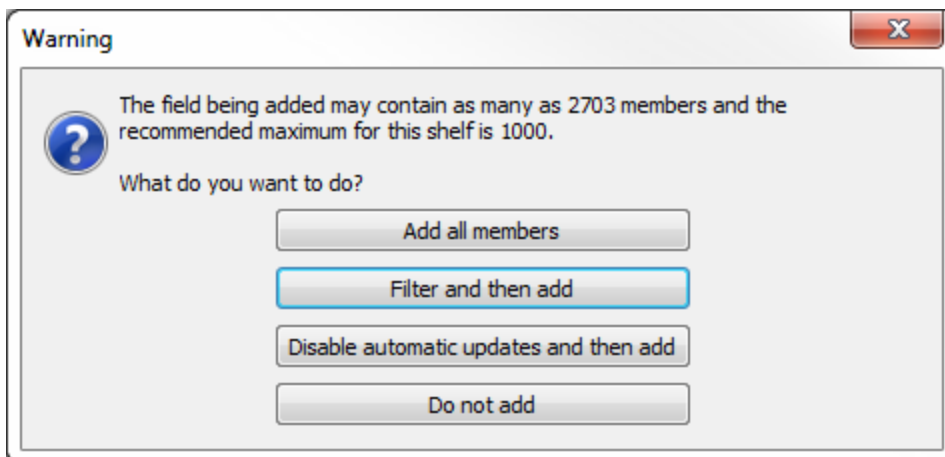 Warning
The field being added may contain as many as 2703 members and the
recommended maximum for this shelf is 1000.
What do you want to do?
Add all members
Filter and then add
Disable automatic updates and then add
Do not add